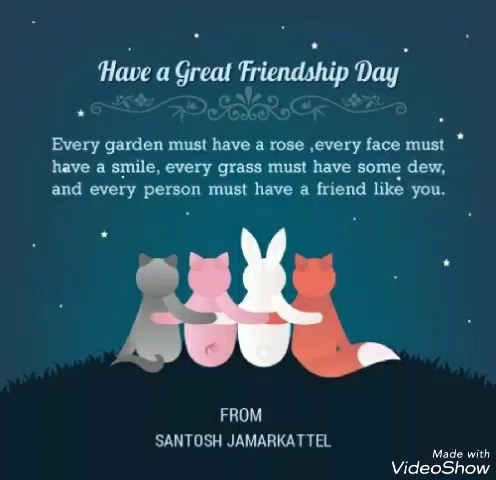 Have a Great Friendship Day
Every garden must have a rose ,every face must
have a smile, every grass must have some dew,
and every person must have a friend like you.
FROM
SANTOSH JAMARKATTEL
Made with
VideoShow